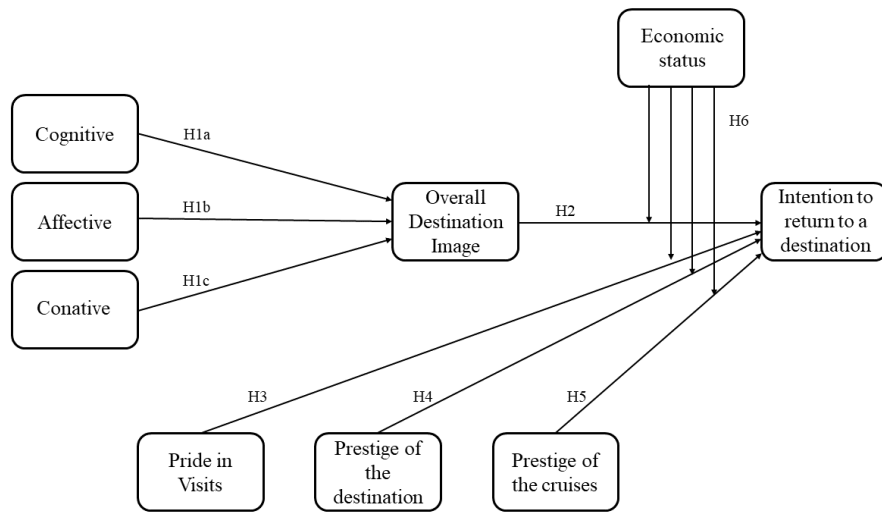 Economic
status
H6
Cognitive
H1a
Affective
H1b
Conative
H1c
Overall
Destination
Image
H2
Intention to
return to a
destination
H3
H4
H5
Pride in
Visits
Prestige of
the
destination
Prestige of
the cruises